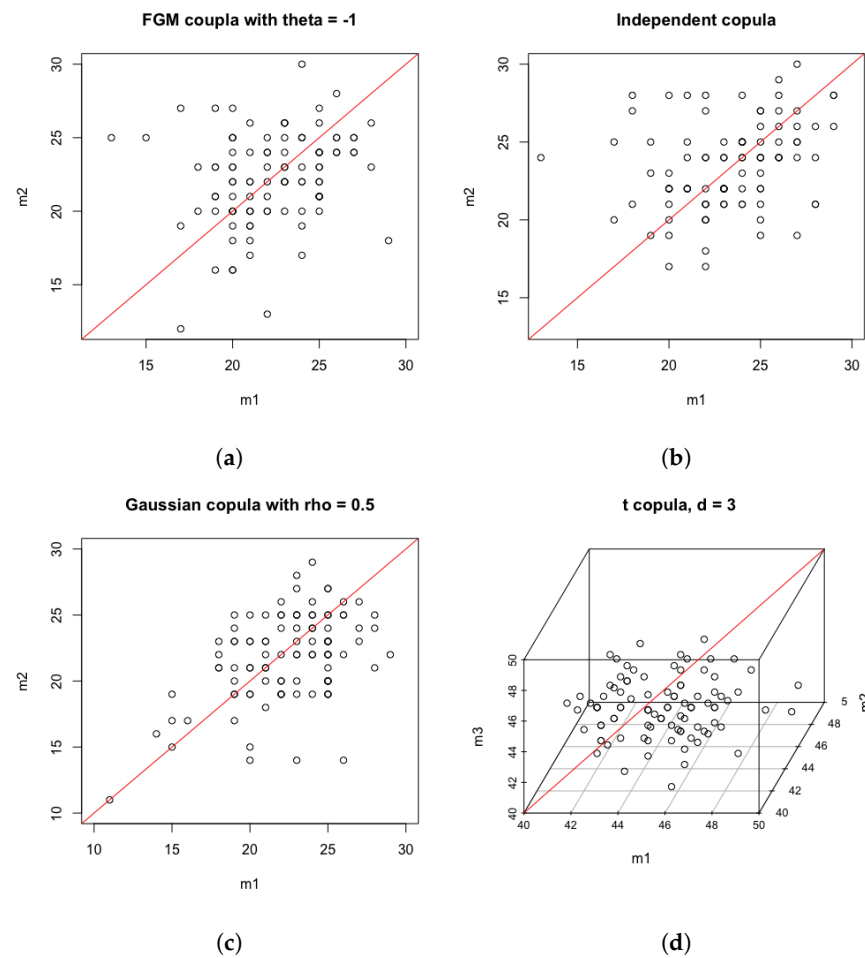 FGM coupla with theta = -1
Independent copula
30
25
20
15
m2
15 20 25 30
m1
30
25
20
15
m2
15 20 25 30
m1
(a)
(b)
Gaussian copula with rho = 0.5
t copula, d = 3
30
25
20
15
10
m2
10 15 20 25 30
m1
50
48
46
44
42
40
m3
40 42 44 46 48 50
m1
40
42
44
46
48
5
m2
(c)
(d)